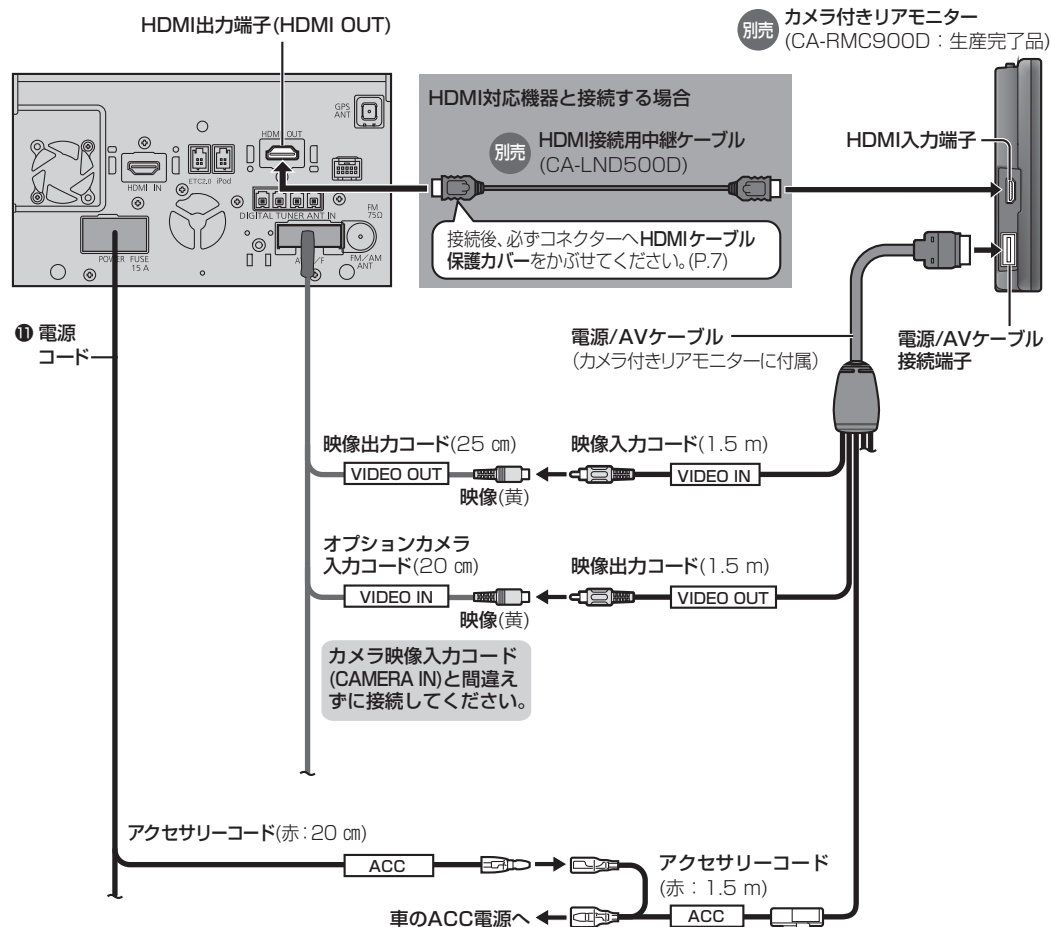 HDMI出力端子(HDMI OUT)
別売
カメラ付きリアモニター
(CA-RMC900D：生産完了品)
GPS
ANT
HDMI OUT
HDMI IN
ETC2.0
iPod
DIGITAL TUNER ANT IN
FM
75Ω
POWER
FUSE
15 A
FM/AM
ANT
HDMI対応機器と接続する場合
別売
HDMI接続用中継ケーブル
(CA-LND500D)
接続後、必ずコネクターへHDMIケーブル
保護カバーをかぶせてください。(P.7)
HDMI入力端子
⓫ 電源
コード
電源/AVケーブル
(カメラ付きリアモニターに付属)
電源/AVケーブル
接続端子
映像出力コード(25 ㎝)
VIDEO OUT
映像(黄)
映像入力コード(1.5 m)
VIDEO IN
オプションカメラ
入力コード(20 ㎝)
VIDEO IN
映像(黄)
映像出力コード(1.5 m)
VIDEO OUT
カメラ映像入力コード
(CAMERA IN)と間違え
ずに接続してください。
アクセサリーコード(赤：20 ㎝)
ACC
アクセサリーコード
(赤：1.5 m)
車のACC電源へ
ACC